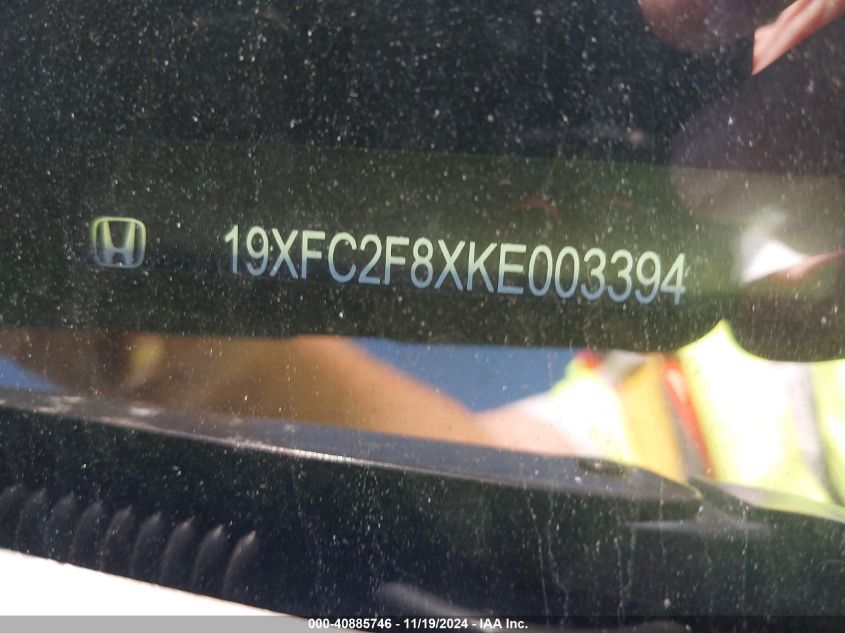 19XFC2F8XKE003394
000-40885746 - 11/19/2024 - IAA Inc.